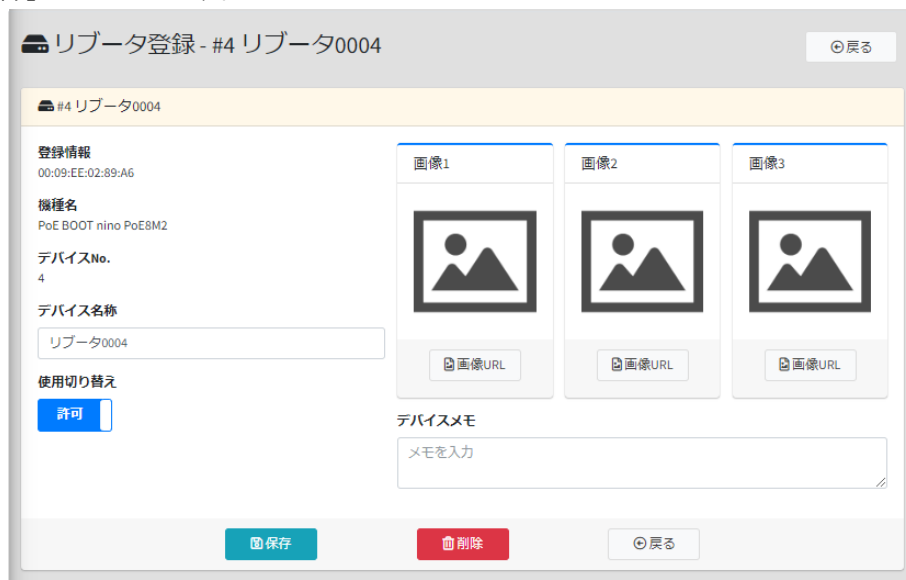 リブータ登録 - #4 リブータ0004
戻る
#4 リブータ0004
登録情報
00:09:EE:02:89:A6
機種名
PoE BOOT nino PoE8M2
デバイスNo.
4
デバイス名称
リブータ0004
使用切り替え
許可
画像1
画像URL
画像2
画像URL
画像3
画像URL
デバイスメモ
メモを入力
保存
削除
戻る